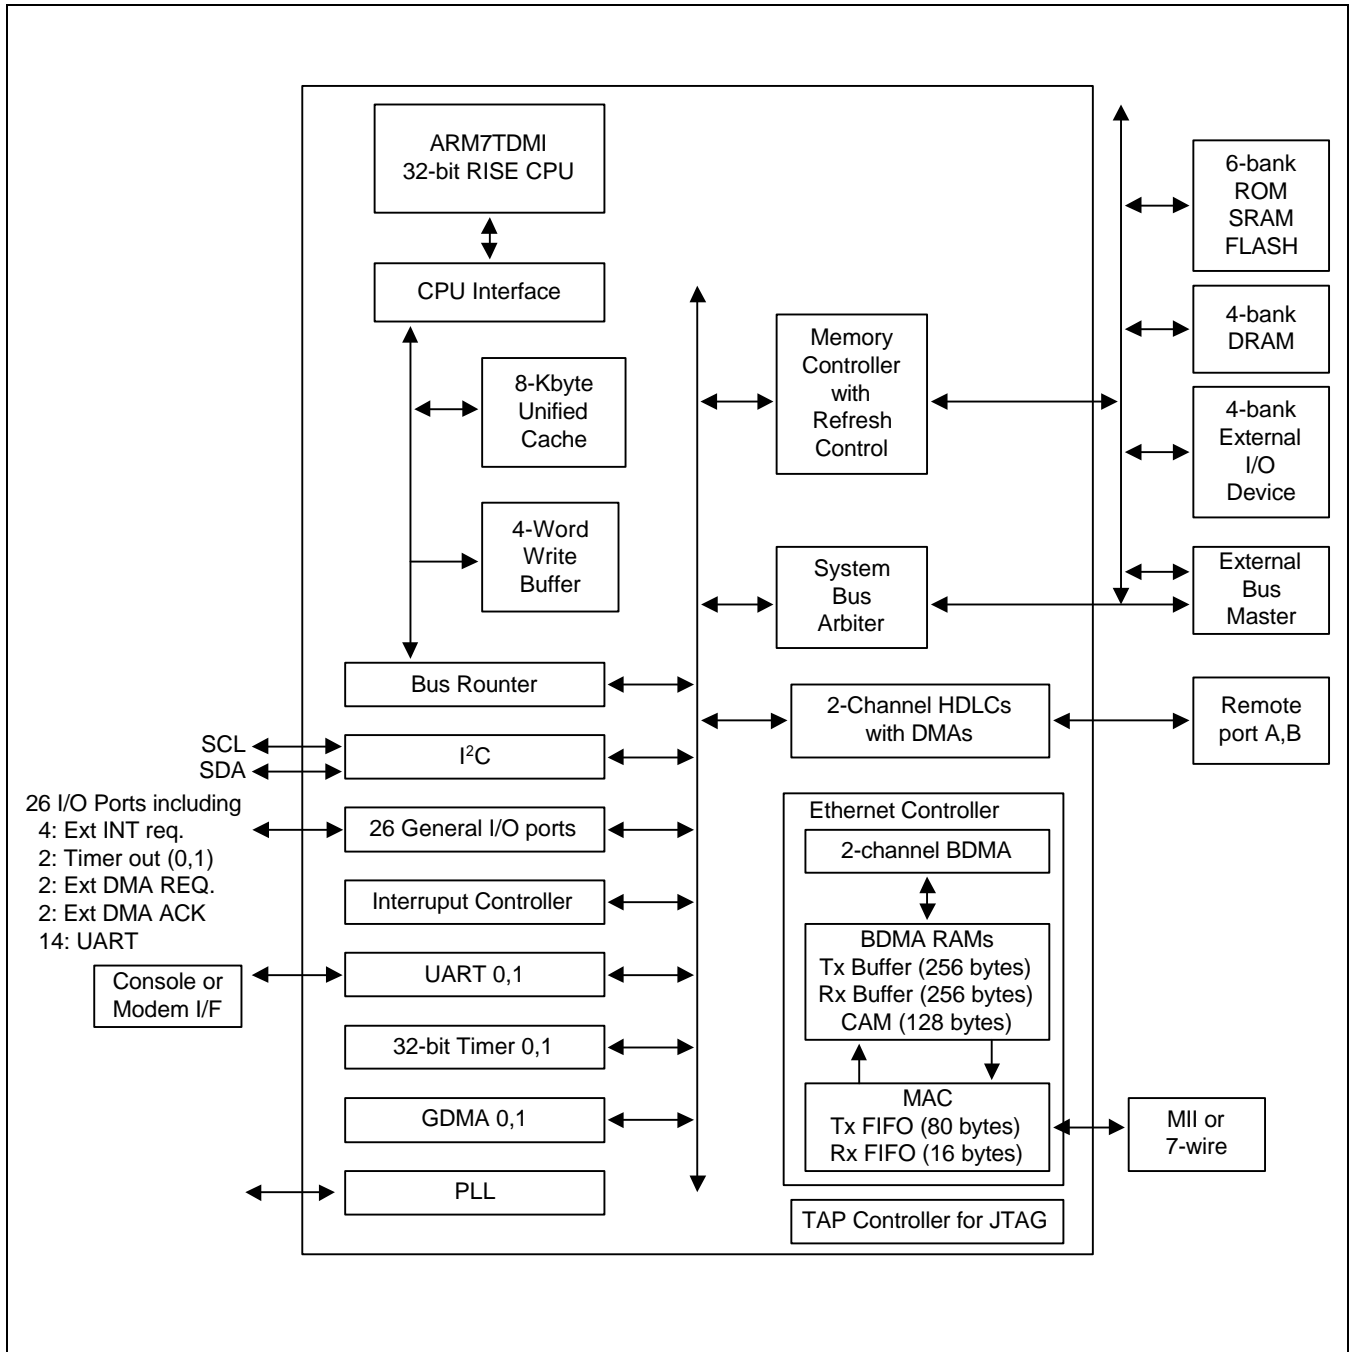 ARM7TDMI
32-bit RISE CPU
CPU Interface
8-Kbyte
Unified
Cache
4-Word
Write
Buffer
Bus Rounter
SCL
SDA
I²C
26 I/O Ports including
4: Ext INT req.
2: Timer out (0,1)
2: Ext DMA REQ.
2: Ext DMA ACK
14: UART
26 General I/O ports
Interruput Controller
Console or
Modem I/F
UART 0,1
32-bit Timer 0,1
GDMA 0,1
PLL
Memory
Controller
with
Refresh
Control
System
Bus
Arbiter
2-Channel HDLCs
with DMAs
Ethernet Controller
2-channel BDMA
BDMA RAMs
Tx Buffer (256 bytes)
Rx Buffer (256 bytes)
CAM (128 bytes)
MAC
Tx FIFO (80 bytes)
Rx FIFO (16 bytes)
TAP Controller for JTAG
6-bank
ROM
SRAM
FLASH
4-bank
DRAM
4-bank
External
I/O
Device
External
Bus
Master
Remote
port A,B
MII or
7-wire